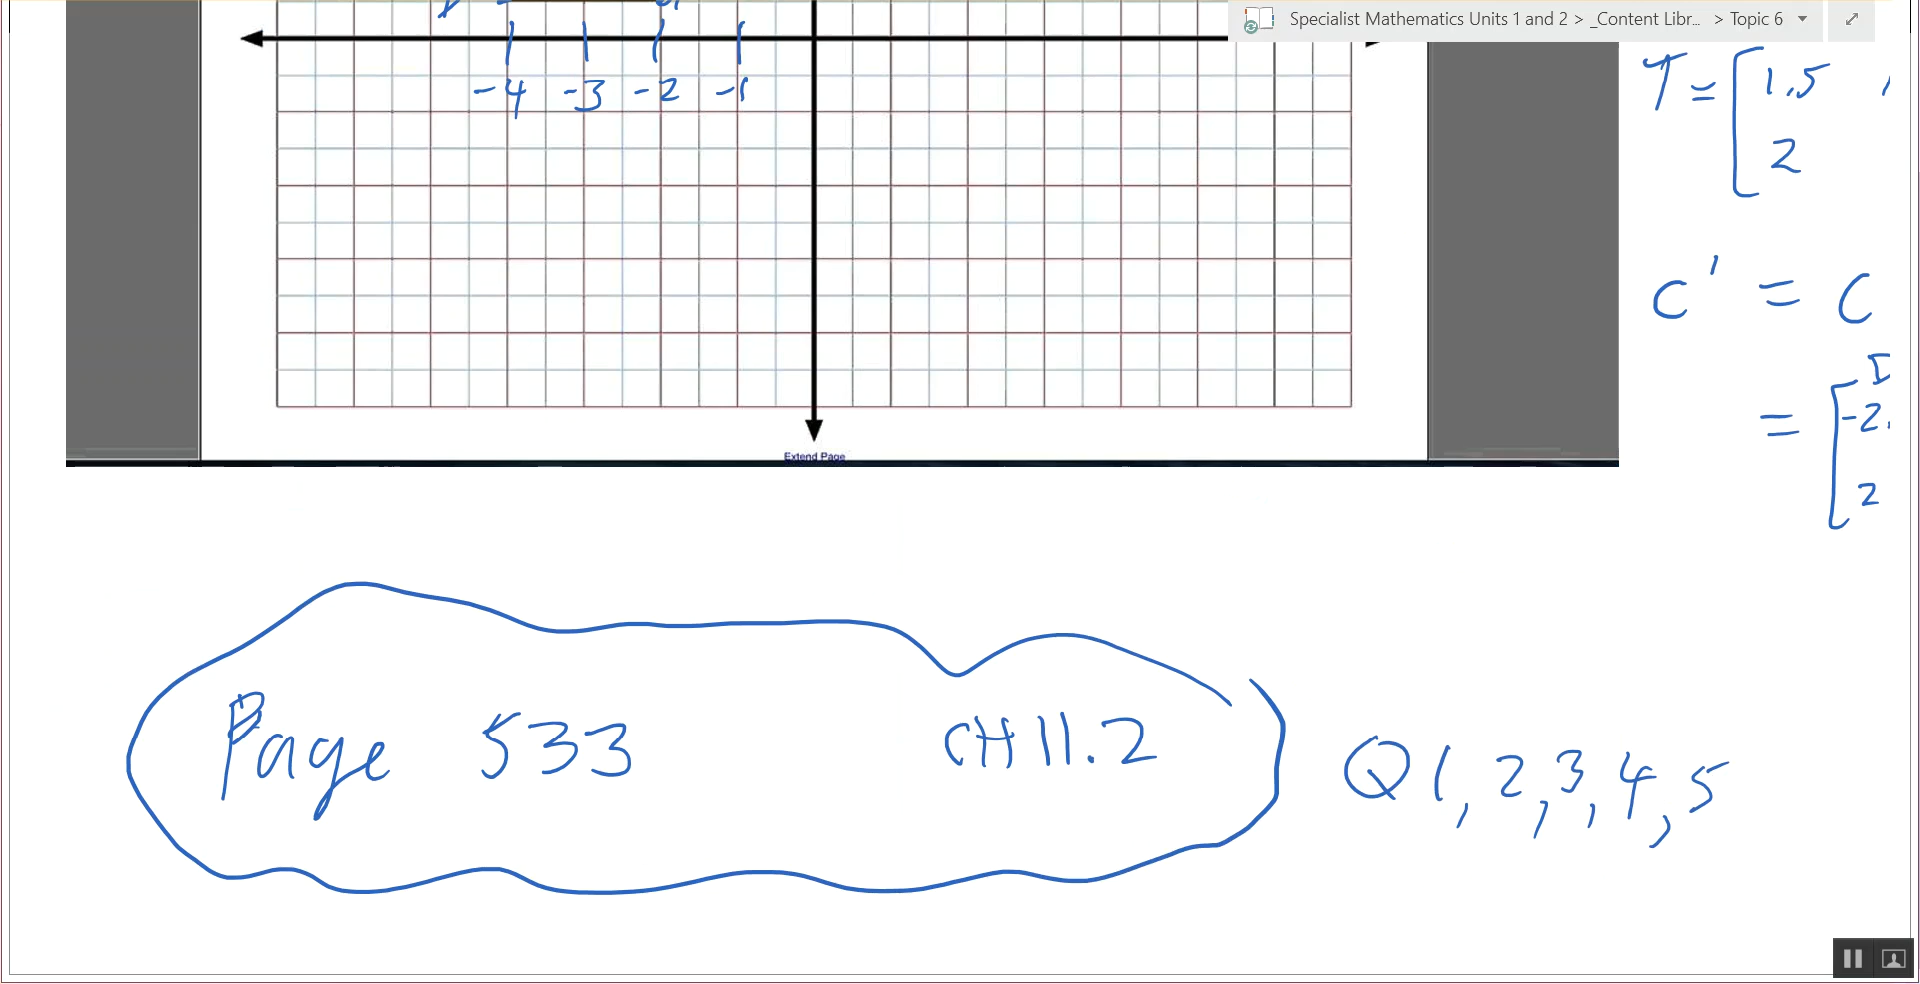 Specialist Mathematics Units 1 and 2 > _Content Libr... > Topic 6
-4 -3 -2 -1
T = [ 1.5
2
C' = C
I
= [ -2.
2
Extend Page
Page 533 CH 11.2 Q 1, 2, 3, 4, 5